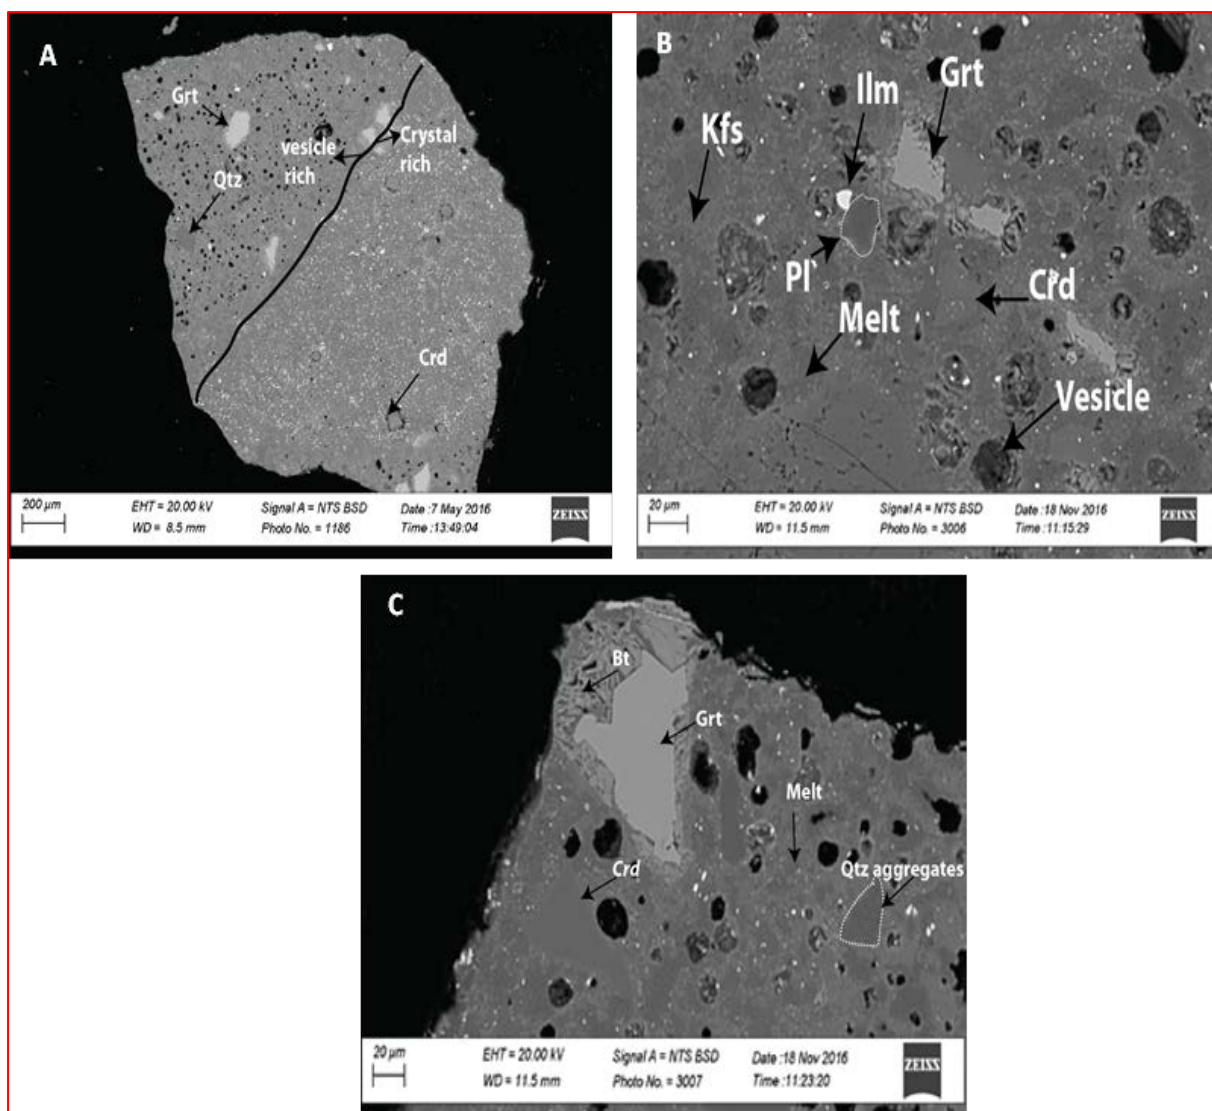 A
Grt
vesicle
rich
Crystal
rich
Qtz
Crd
200 µm
EHT = 20.00 kV
Signal A = NTS BSD
Date :7 May 2016
WD = 8.5 mm
Photo No. = 1186
Time :13:49:04
ZEISS
B
Ilm
Grt
Kfs
Pl
Crd
Melt
Vesicle
20 µm
EHT = 20.00 kV
Signal A = NTS BSD
Date :18 Nov 2016
WD = 11.5 mm
Photo No. = 3006
Time :11:15:29
ZEISS
C
Bt
Grt
Melt
Crd
Qtz aggregates
20 µm
EHT = 20.00 kV
Signal A = NTS BSD
Date :18 Nov 2016
WD = 11.5 mm
Photo No. = 3007
Time :11:23:20
ZEISS